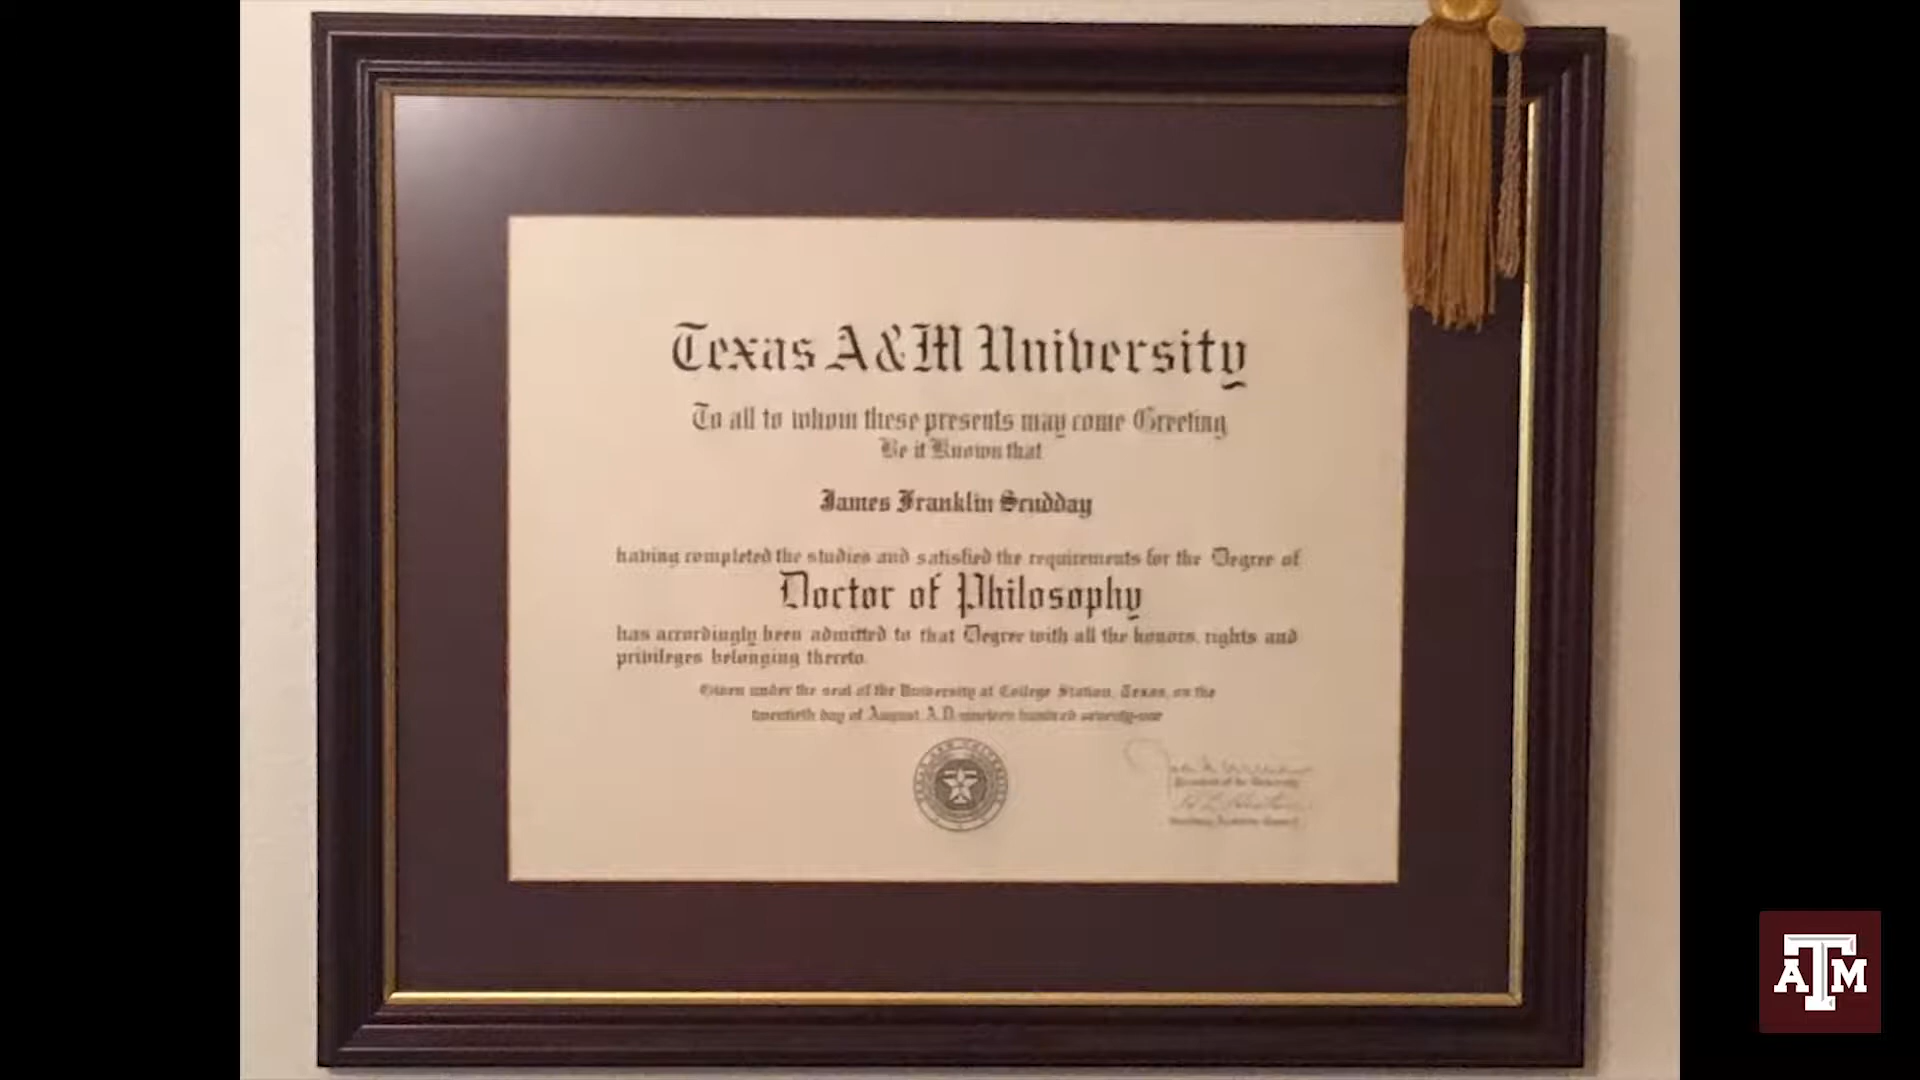 Texas A&M University
To all to whom these presents may come Greeting
Be it Known that
James Franklin Scudday
having completed the studies and satisfied the requirements for the Degree of
Doctor of Philosophy
has accordingly been admitted to that Degree with all the honors, rights and
privileges belonging thereto.
Given under the seal of the University at College Station, Texas, on the
twentieth day of August A.D. nineteen hundred seventy-one
President of the University
ATM